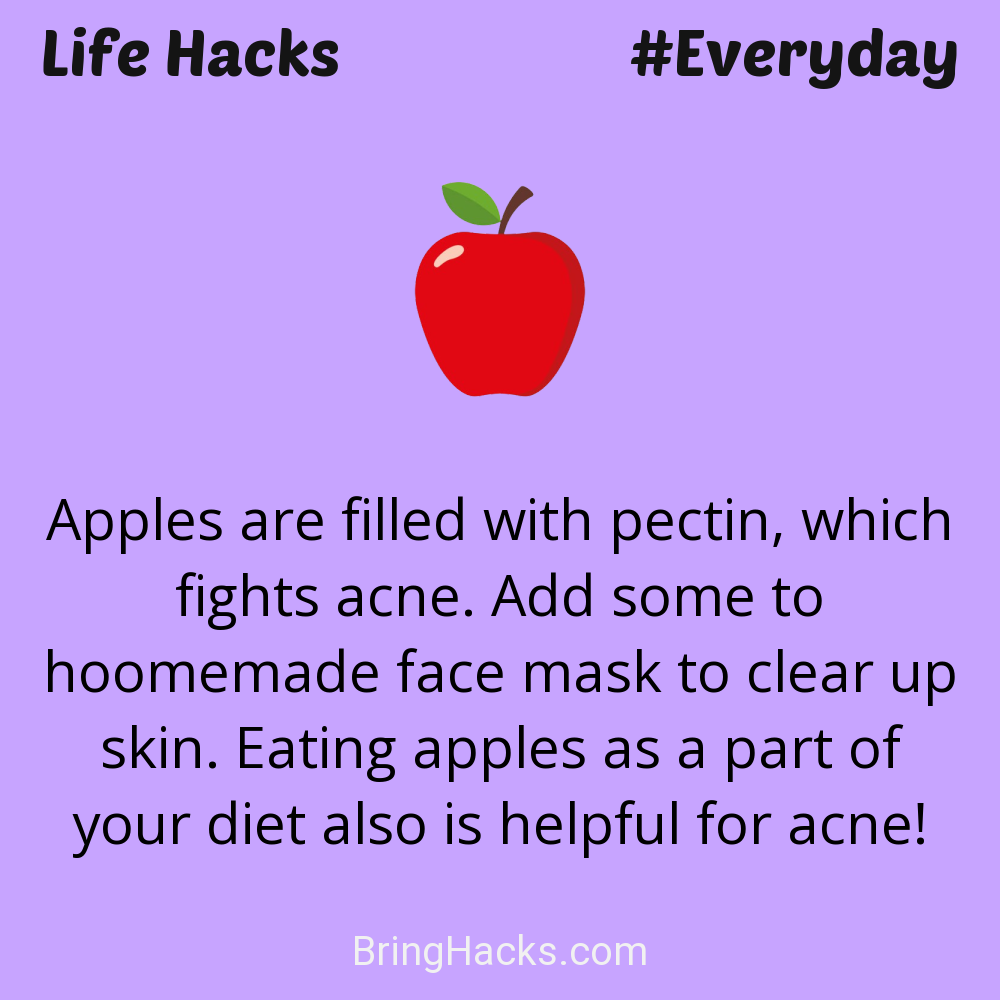 Life Hacks
#Everyday
Apples are filled with pectin, which
fights acne. Add some to
hoomemade face mask to clear up
skin. Eating apples as a part of
your diet also is helpful for acne!
BringHacks.com